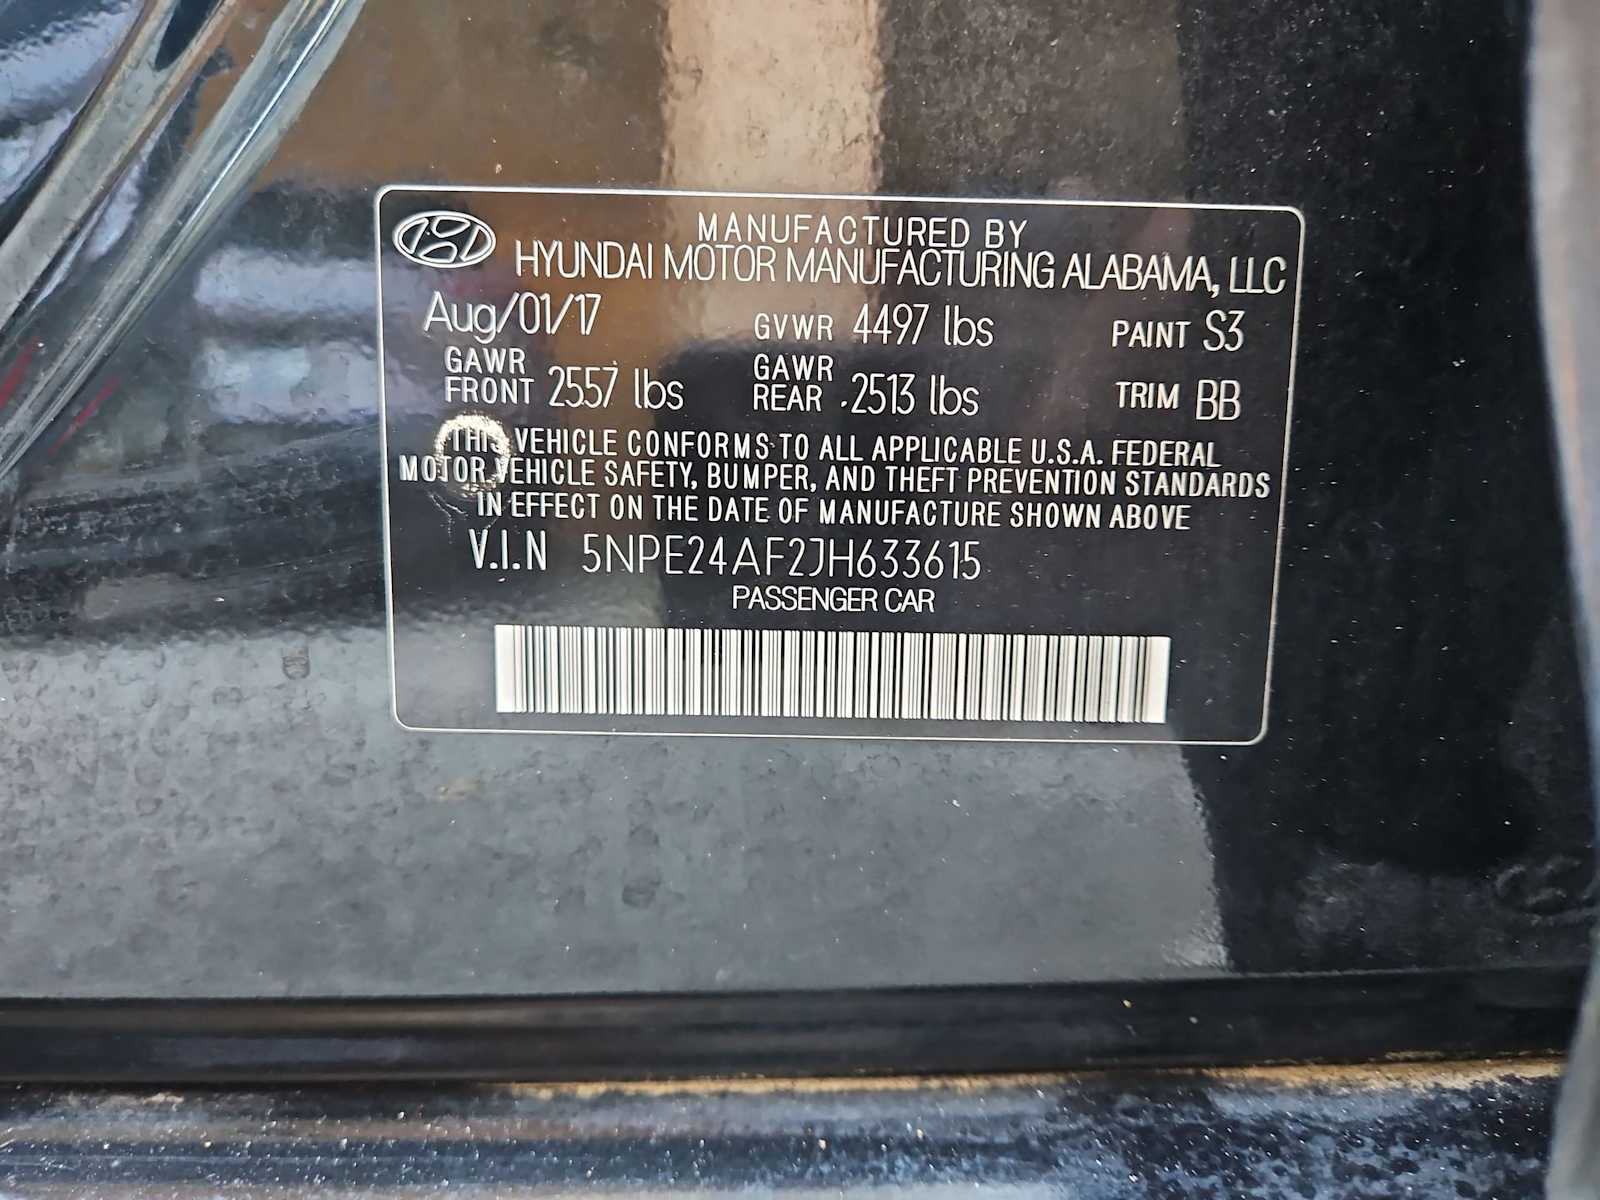 MANUFACTURED BY
HYUNDAI MOTOR MANUFACTURING ALABAMA, LLC
Aug/01/17 GVWR 4497 lbs PAINT S3
GAWR FRONT 2557 lbs GAWR REAR 2513 lbs TRIM BB
THIS VEHICLE CONFORMS TO ALL APPLICABLE U.S.A. FEDERAL
MOTOR VEHICLE SAFETY, BUMPER, AND THEFT PREVENTION STANDARDS
IN EFFECT ON THE DATE OF MANUFACTURE SHOWN ABOVE
V.I.N 5NPE24AF2JH633615
PASSENGER CAR